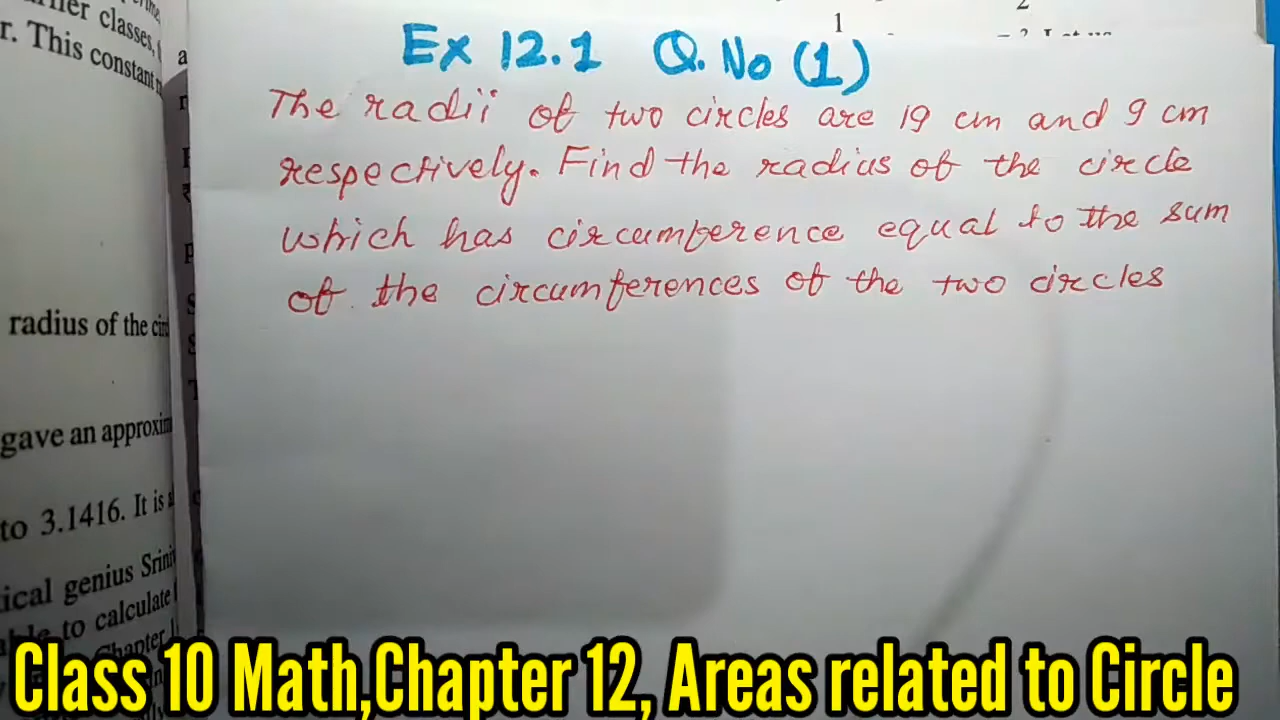 rlier classes,
r. This constant
radius of the
gave an
to 3.1416. It is
ical genius
to calculate
1
2
Ex 12.1 Q. No (1)
The radii of two circles are 19 cm and 9 cm
respectively. Find the radius of the circle
which has circumference equal to the sum
of the circumferences of the two circles
Class 10 Math,Chapter 12, Areas related to Circle